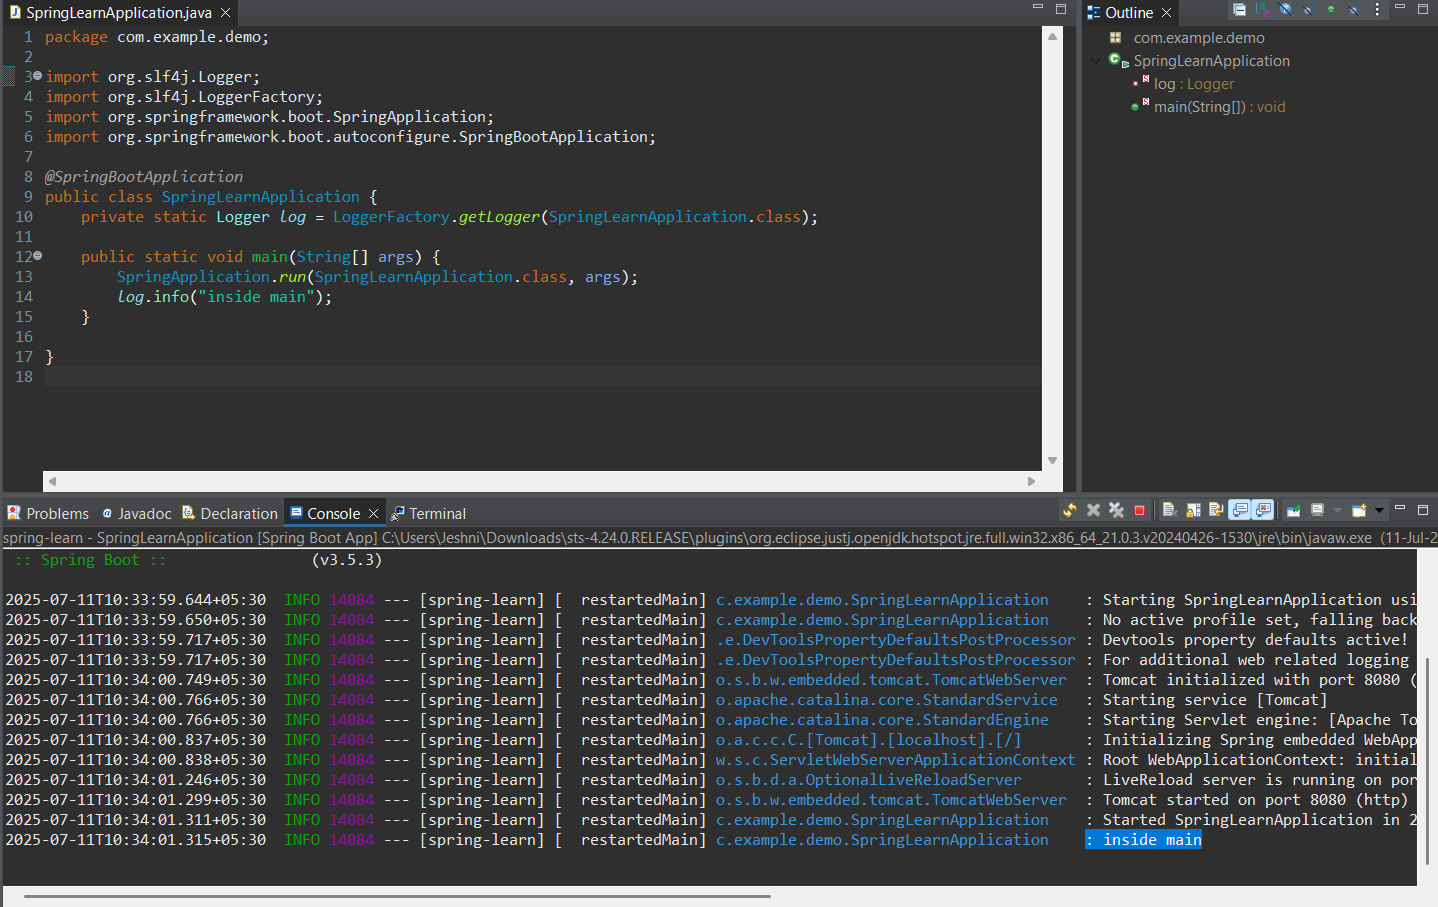 SpringLearnApplication.java
1 package com.example.demo;
2
3 import org.slf4j.Logger;
4 import org.slf4j.LoggerFactory;
5 import org.springframework.boot.SpringApplication;
6 import org.springframework.boot.autoconfigure.SpringBootApplication;
7
8 @SpringBootApplication
9 public class SpringLearnApplication {
10 private static Logger log = LoggerFactory.getLogger(SpringLearnApplication.class);
11
12 public static void main(String[] args) {
13 SpringApplication.run(SpringLearnApplication.class, args);
14 log.info("inside main");
15 }
16
17 }
18
Outline
com.example.demo
SpringLearnApplication
log : Logger
main(String[]) : void
Problems Javadoc Declaration Console Terminal
spring-learn - SpringLearnApplication [Spring Boot App] C:\Users\Jeshni\Downloads\sts-4.24.0.RELEASE\plugins\org.eclipse.justj.openjdk.hotspot.jre.full.win32.x86_64_21.0.3.v20240426-1530\jre\bin\javaw.exe (11-Jul-2
:: Spring Boot :: (v3.5.3)
2025-07-11T10:33:59.644+05:30 INFO 14084 --- [spring-learn] [ restartedMain] c.example.demo.SpringLearnApplication : Starting SpringLearnApplication usi
2025-07-11T10:33:59.650+05:30 INFO 14084 --- [spring-learn] [ restartedMain] c.example.demo.SpringLearnApplication : No active profile set, falling back
2025-07-11T10:33:59.717+05:30 INFO 14084 --- [spring-learn] [ restartedMain] .e.DevToolsPropertyDefaultsPostProcessor : Devtools property defaults active!
2025-07-11T10:33:59.717+05:30 INFO 14084 --- [spring-learn] [ restartedMain] .e.DevToolsPropertyDefaultsPostProcessor : For additional web related logging
2025-07-11T10:34:00.749+05:30 INFO 14084 --- [spring-learn] [ restartedMain] o.s.b.w.embedded.tomcat.TomcatWebServer : Tomcat initialized with port 8080 (
2025-07-11T10:34:00.766+05:30 INFO 14084 --- [spring-learn] [ restartedMain] o.apache.catalina.core.StandardService : Starting service [Tomcat]
2025-07-11T10:34:00.766+05:30 INFO 14084 --- [spring-learn] [ restartedMain] o.apache.catalina.core.StandardEngine : Starting Servlet engine: [Apache To
2025-07-11T10:34:00.837+05:30 INFO 14084 --- [spring-learn] [ restartedMain] o.a.c.c.C.[Tomcat].[localhost].[/] : Initializing Spring embedded WebApp
2025-07-11T10:34:00.838+05:30 INFO 14084 --- [spring-learn] [ restartedMain] w.s.c.ServletWebServerApplicationContext : Root WebApplicationContext: initial
2025-07-11T10:34:01.246+05:30 INFO 14084 --- [spring-learn] [ restartedMain] o.s.b.d.a.OptionalLiveReloadServer : LiveReload server is running on por
2025-07-11T10:34:01.299+05:30 INFO 14084 --- [spring-learn] [ restartedMain] o.s.b.w.embedded.tomcat.TomcatWebServer : Tomcat started on port 8080 (http)
2025-07-11T10:34:01.311+05:30 INFO 14084 --- [spring-learn] [ restartedMain] c.example.demo.SpringLearnApplication : Started SpringLearnApplication in 2
2025-07-11T10:34:01.315+05:30 INFO 14084 --- [spring-learn] [ restartedMain] c.example.demo.SpringLearnApplication : inside main